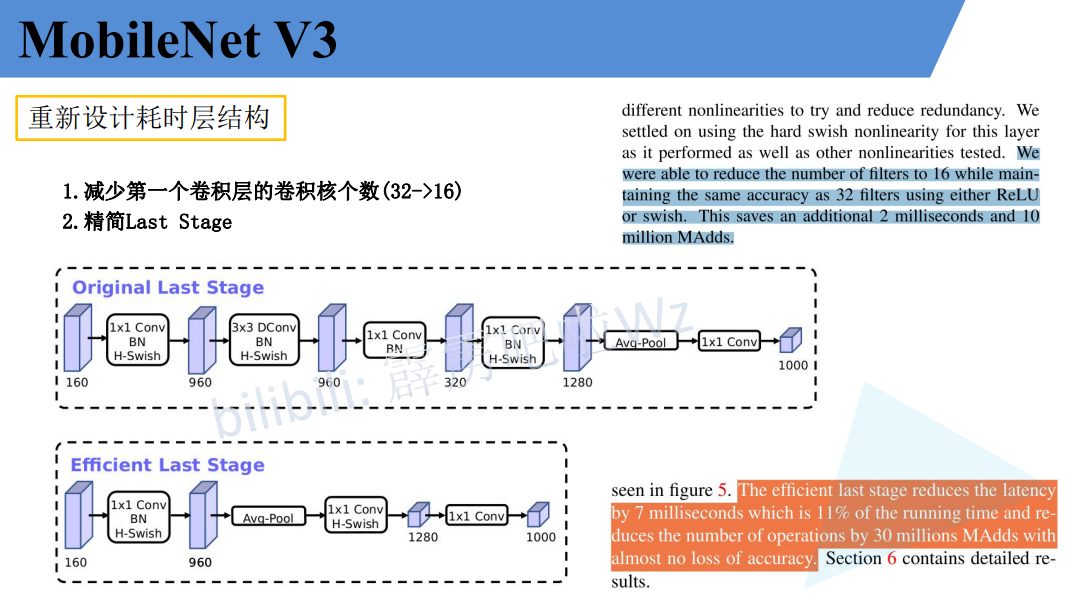 MobileNet V3
重新设计耗时层结构
1.减少第一个卷积层的卷积核个数(32->16)
2.精简Last Stage
different nonlinearities to try and reduce redundancy. We
settled on using the hard swish nonlinearity for this layer
as it performed as well as other nonlinearities tested. We
were able to reduce the number of filters to 16 while main-
taining the same accuracy as 32 filters using either ReLU
or swish. This saves an additional 2 milliseconds and 10
million MAdds.
Original Last Stage
1x1 Conv
BN
H-Swish
3x3 DConv
BN
H-Swish
1x1 Conv
BN
1x1 Conv
BN
H-Swish
Avg-Pool
1x1 Conv
160
960
960
320
1280
1000
bilibili: 霹雳吧啦Wz
Efficient Last Stage
1x1 Conv
BN
H-Swish
Avg-Pool
1x1 Conv
H-Swish
1x1 Conv
160
960
1280
1000
seen in figure 5. The efficient last stage reduces the latency
by 7 milliseconds which is 11% of the running time and re-
duces the number of operations by 30 millions MAdds with
almost no loss of accuracy. Section 6 contains detailed re-
sults.